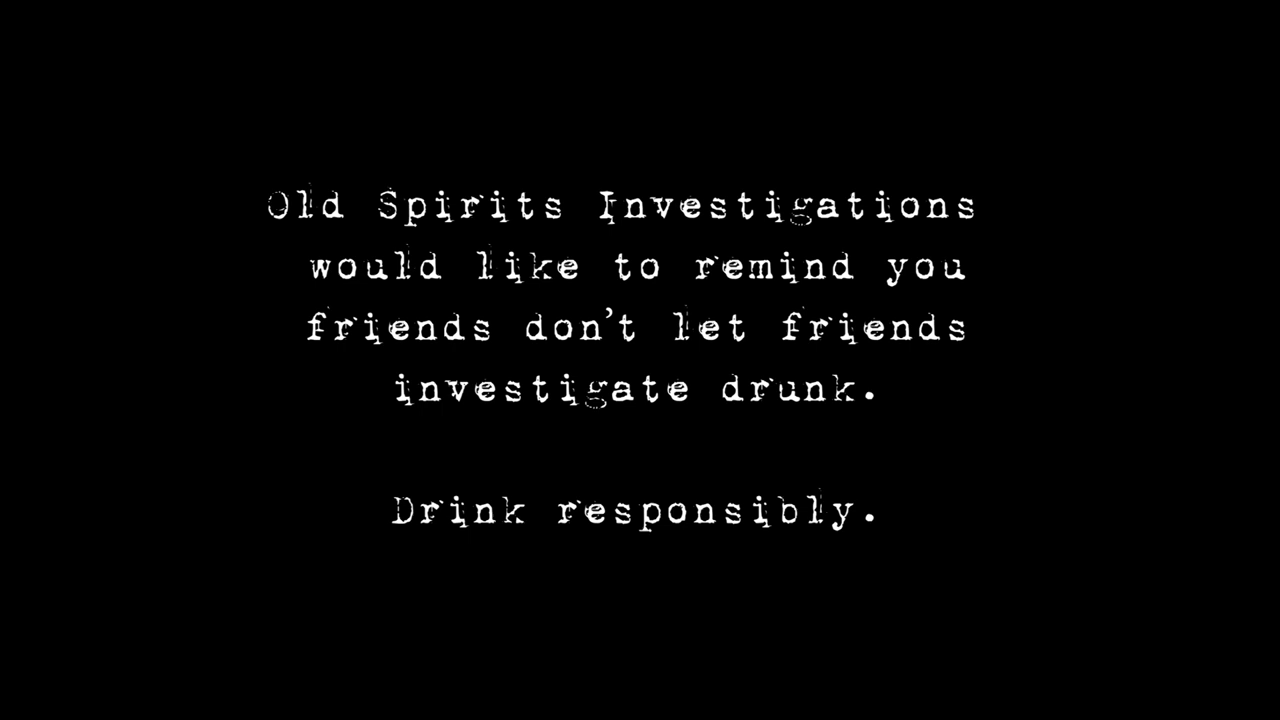 Old Spirits Investigations
would like to remind you
friends don't let friends
investigate drunk.
Drink responsibly.